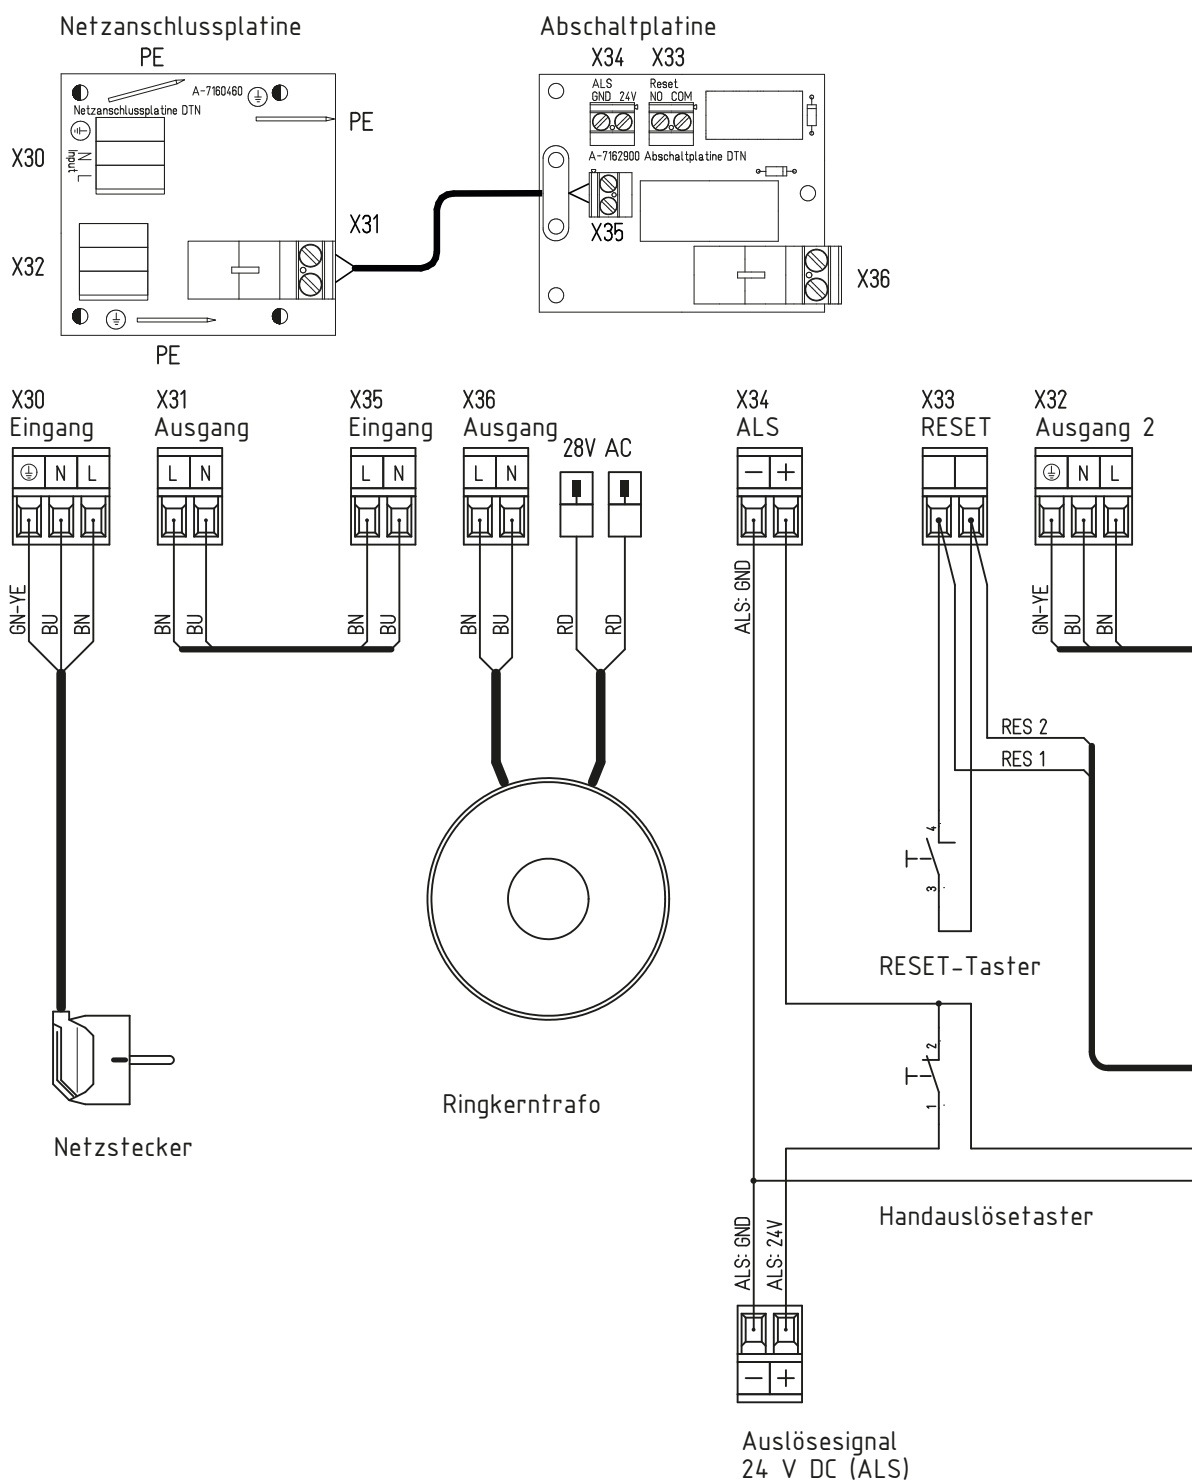 Netzanschlussplatine
PE
A-7160460
Netzanschlussplatine DTN
PE
X30
Input
N
L
X31
X32
PE
Abschaltplatine
X34 X33
ALS Reset
GND 24V NO COM
A-7162900 Abschaltplatine DTN
X35
X36
X30
Eingang
N L
GN-YE
BU
BN
Netzstecker
X31
Ausgang
L N
BN
BU
X35
Eingang
L N
BN
BU
X36
Ausgang
L N
BN
BU
28V AC
RD
RD
Ringkerntrafo
X34
ALS
− +
ALS: GND
X33
RESET
RES 2
RES 1
4
3
RESET-Taster
X32
Ausgang 2
N L
GN-YE
BU
BN
2
1
Handauslösetaster
ALS: GND
ALS: 24V
− +
Auslösesignal
24 V DC (ALS)